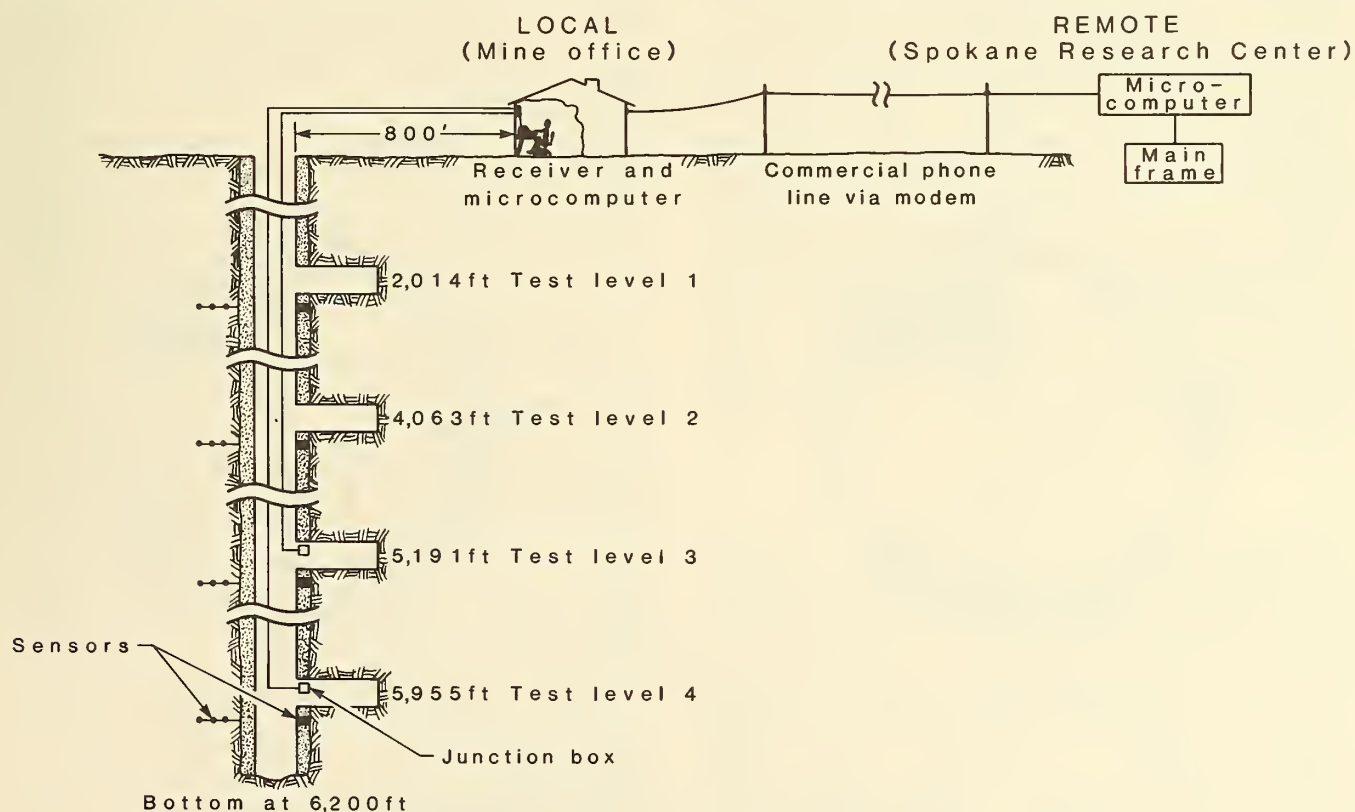 LOCAL
(Mine office)
REMOTE
(Spokane Research Center)
Micro-
computer
Main
frame
800'
Receiver and
microcomputer
Commercial phone
line via modem
2,014ft Test level 1
4,063ft Test level 2
5,191ft Test level 3
Sensors
5,955ft Test level 4
Junction box
Bottom at 6,200ft